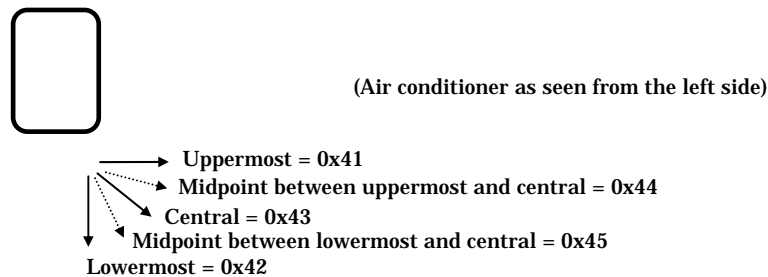 (Air conditioner as seen from the left side)
Uppermost = 0x41
Midpoint between uppermost and central = 0x44
Central = 0x43
Midpoint between lowermost and central = 0x45
Lowermost = 0x42